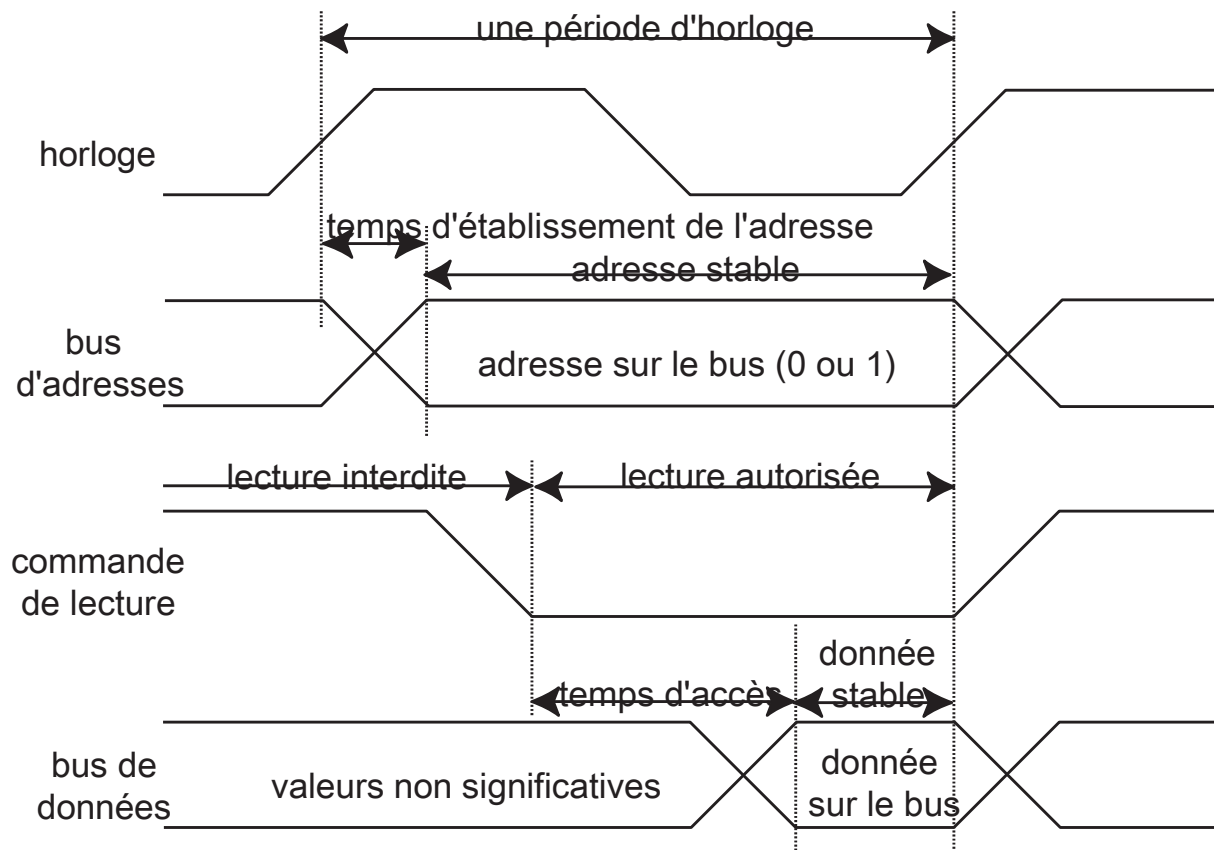 une période d'horloge
horloge
temps d'établissement de l'adresse
adresse stable
bus
d'adresses
adresse sur le bus (0 ou 1)
lecture interdite
lecture autorisée
commande
de lecture
temps d'accès
donnée
stable
bus de
données
valeurs non significatives
donnée
sur le bus